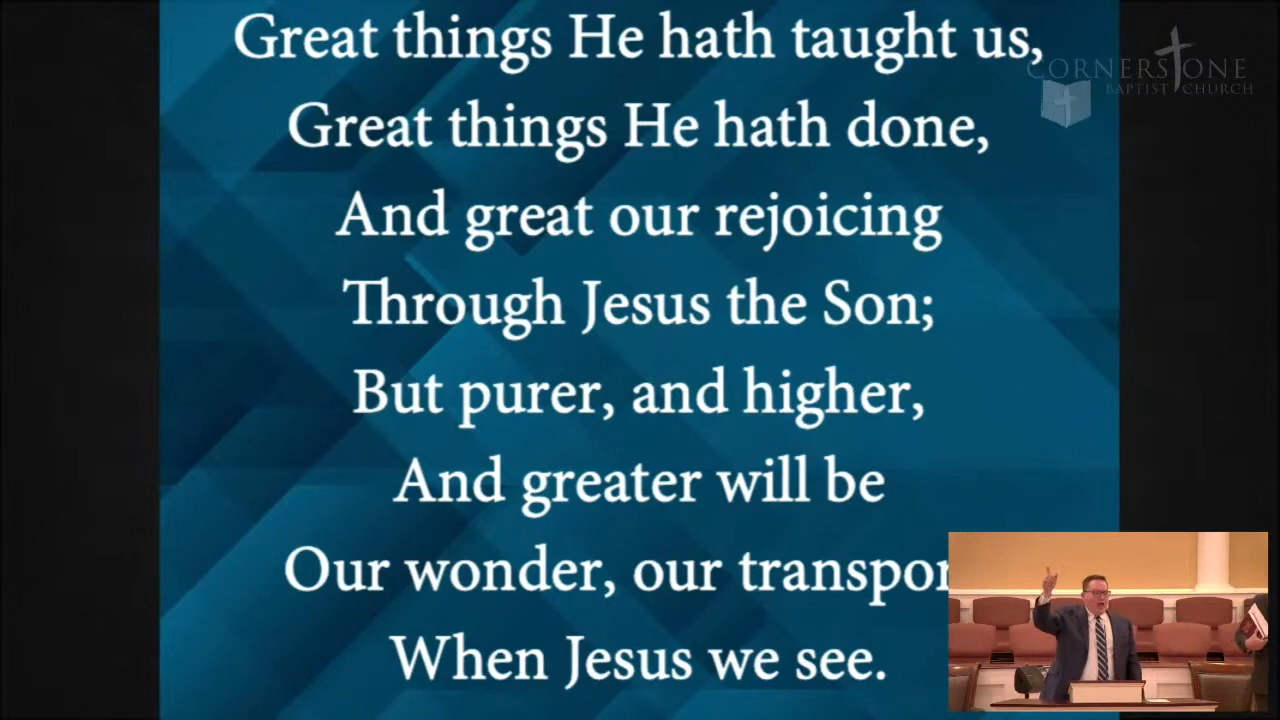 Great things He hath taught us,
CORNERSTONE
BAPTIST CHURCH
Great things He hath done,
And great our rejoicing
Through Jesus the Son;
But purer, and higher,
And greater will be
Our wonder, our transpor
When Jesus we see.